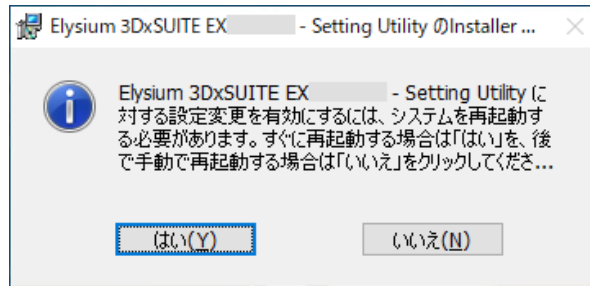 Elysium 3DxSUITE EX - Setting Utility のInstaller ...
Elysium 3DxSUITE EX - Setting Utility に
対する設定変更を有効にするには、システムを再起動す
る必要があります。すぐに再起動する場合は「はい」を、後
で手動で再起動する場合は「いいえ」をクリックしてくださ...
はい(Y)
いいえ(N)